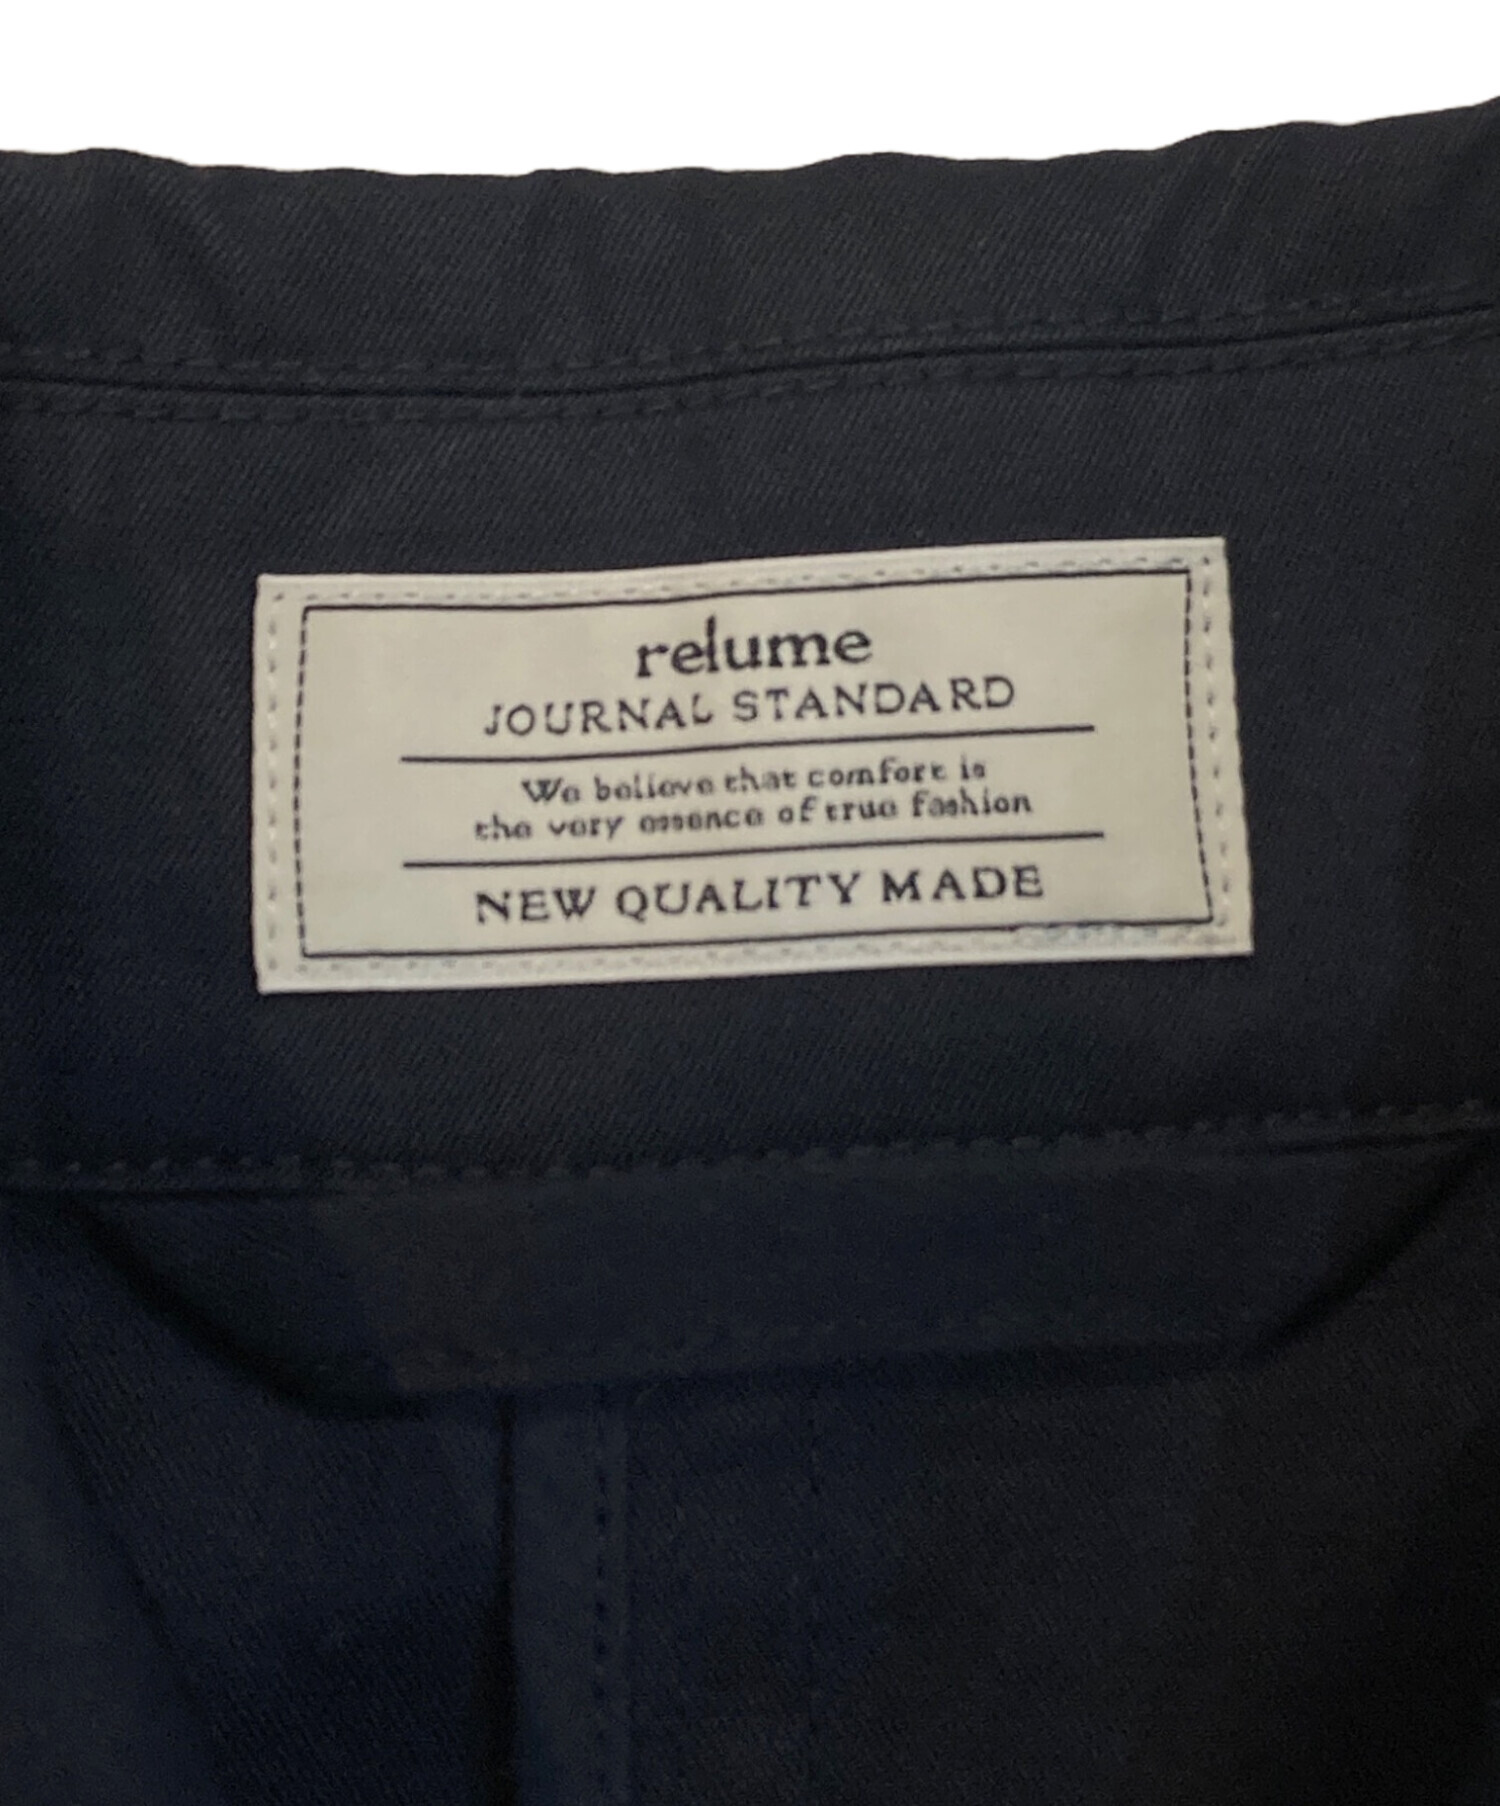 relume
JOURNAL STANDARD
We believe that comfort is
the very essence of true fashion
NEW QUALITY MADE